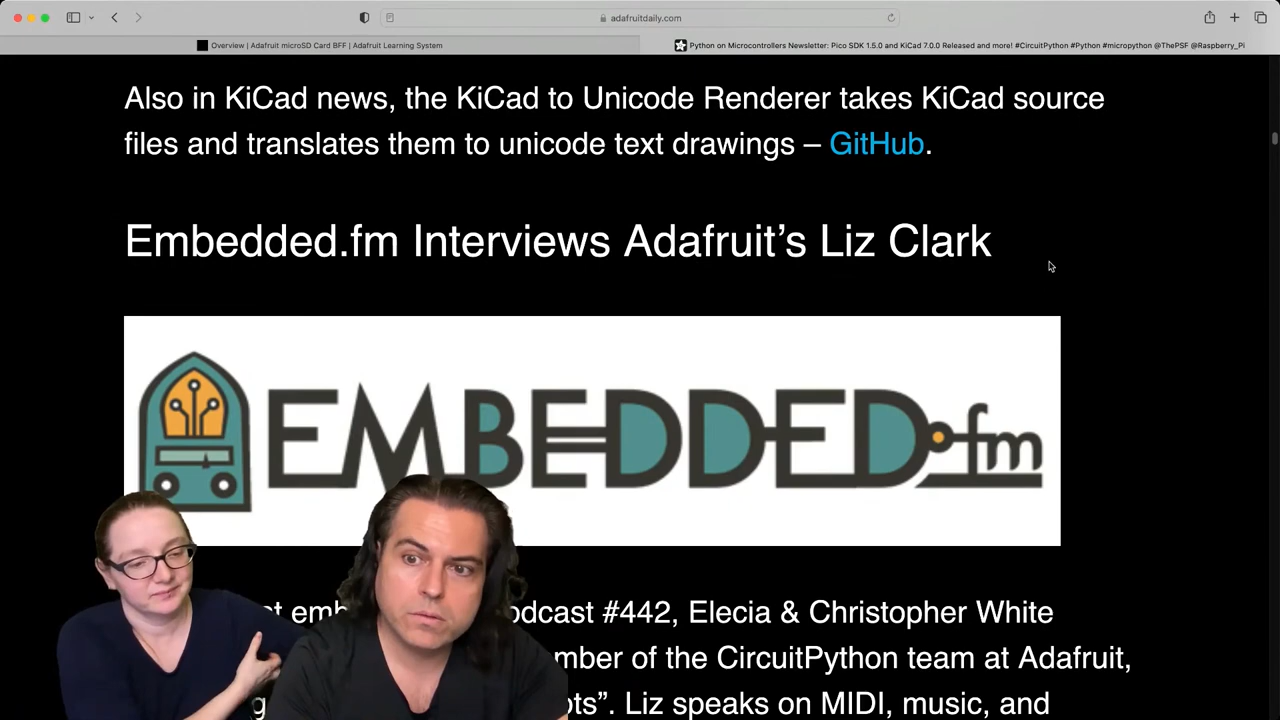 adafruitdaily.com
Overview | Adafruit microSD Card BFF | Adafruit Learning System
Python on Microcontrollers Newsletter: Pico SDK 1.5.0 and KiCad 7.0.0 Released and more! #CircuitPython #Python #micropython @ThePSF @Raspberry_Pi
Also in KiCad news, the KiCad to Unicode Renderer takes KiCad source
files and translates them to unicode text drawings – GitHub.
Embedded.fm Interviews Adafruit’s Liz Clark
EMBEDDED.fm
#442, Elecia & Christopher White
of the CircuitPython team at Adafruit,
Liz speaks on MIDI, music, and